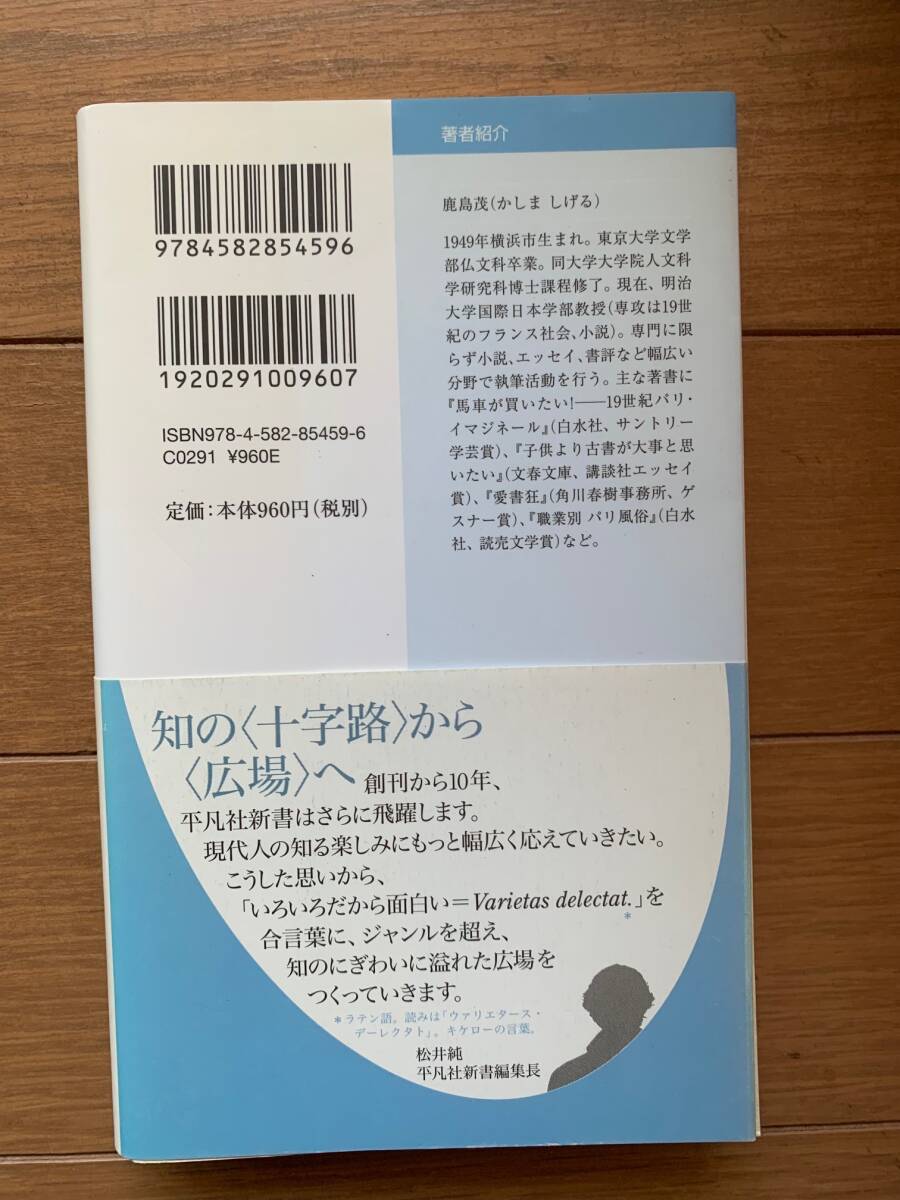 9784582854596
1920291009607
ISBN978-4-582-85459-6
C0291 ¥960E
定価:本体960円(税別)
著者紹介
鹿島茂(かしま しげる)
1949年横浜市生まれ。東京大学文学
部仏文科卒業。同大学大学院人文科
学研究科博士課程修了。現在、明治
大学国際日本学部教授(専攻は19世
紀のフランス社会、小説)。専門に限
らず小説、エッセイ、書評など幅広い
分野で執筆活動を行う。主な著書に
『馬車が買いたい!――19世紀パリ・
イマジネール』(白水社、サントリー
学芸賞)、『子供より古書が大事と思
いたい』(文春文庫、講談社エッセイ
賞)、『愛書狂』(角川春樹事務所、ゲ
スナー賞)、『職業別 パリ風俗』(白水
社、読売文学賞)など。
知の〈十字路〉から
〈広場〉へ 創刊から10年、
平凡社新書はさらに飛躍します。
現代人の知る楽しみにもっと幅広く応えていきたい。
こうした思いから、
「いろいろだから面白い=Varietas delectat.*」を
合言葉に、ジャンルを超え、
知のにぎわいに溢れた広場を
つくっていきます。
*ラテン語。読みは「ウァリエタース・
デーレクタト」。キケローの言葉。
松井純
平凡社新書編集長